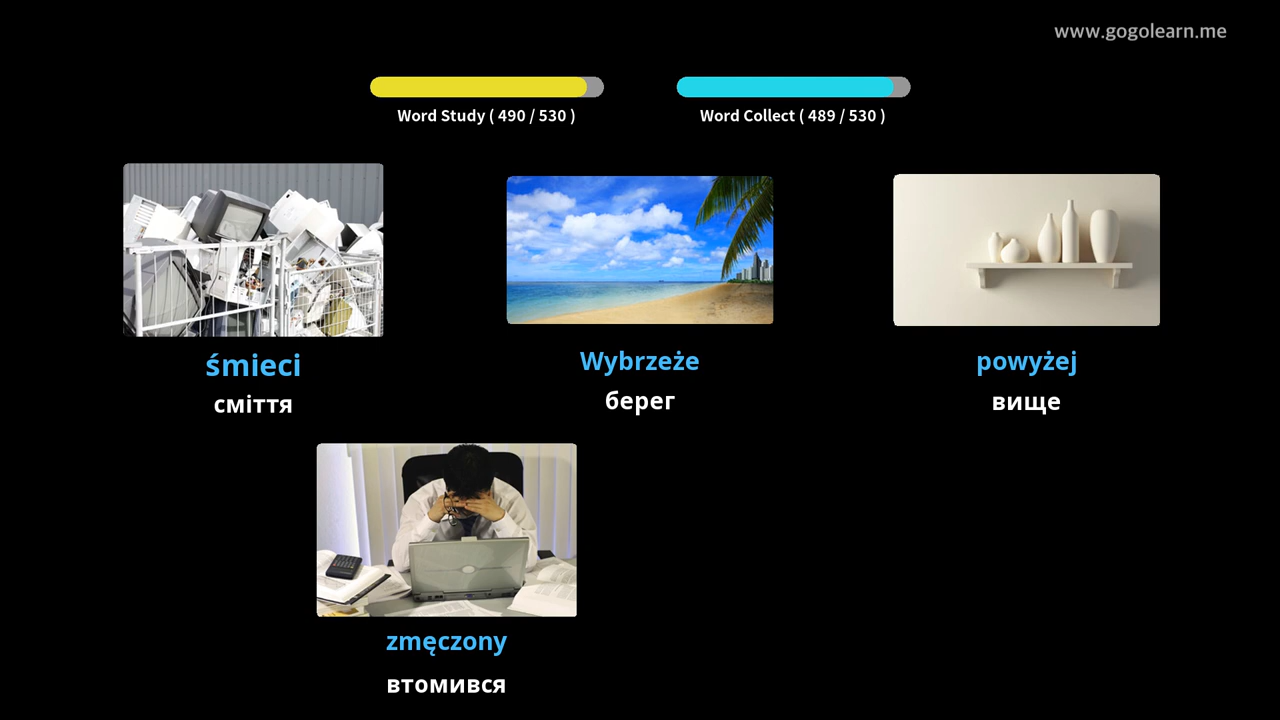 www.gogolearn.me
Word Study ( 490 / 530 )
Word Collect ( 489 / 530 )
śmieci
сміття
Wybrzeże
берег
powyżej
вище
zmęczony
втомився